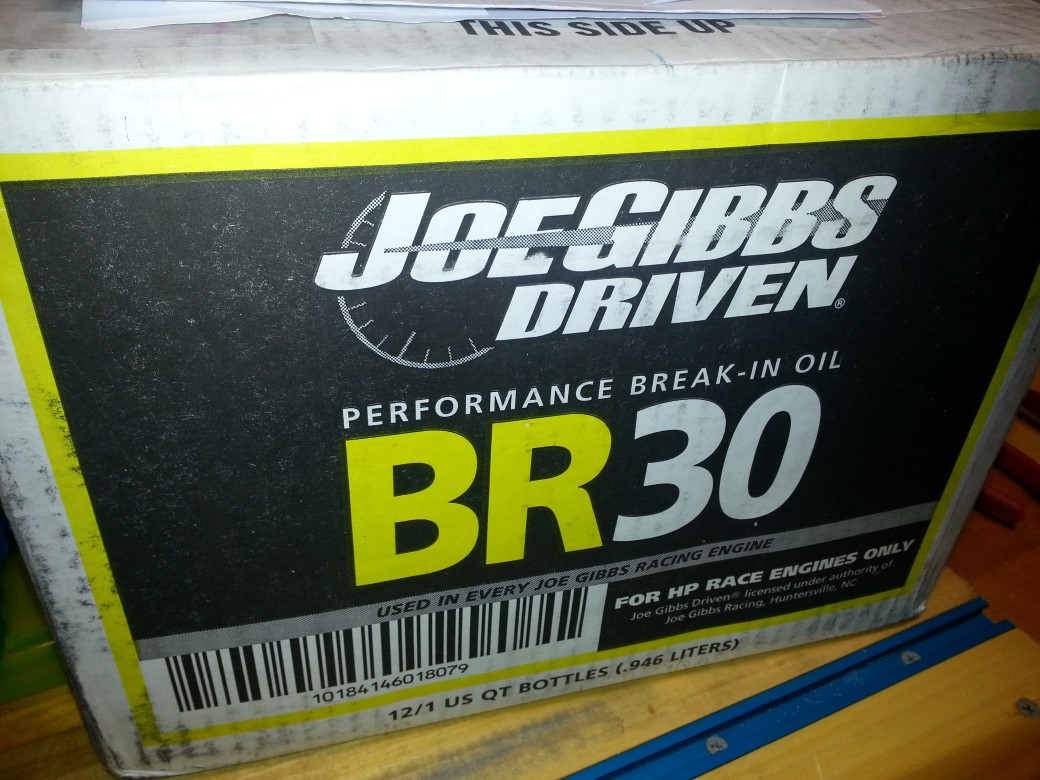 THIS SIDE UP
JOE GIBBS
DRIVEN®
PERFORMANCE BREAK-IN OIL
BR30
USED IN EVERY JOE GIBBS RACING ENGINE
FOR HP RACE ENGINES ONLY
Joe Gibbs Driven® licensed under authority of
Joe Gibbs Racing, Huntersville, NC
10184146018079
12/1 US QT BOTTLES (.946 LITERS)